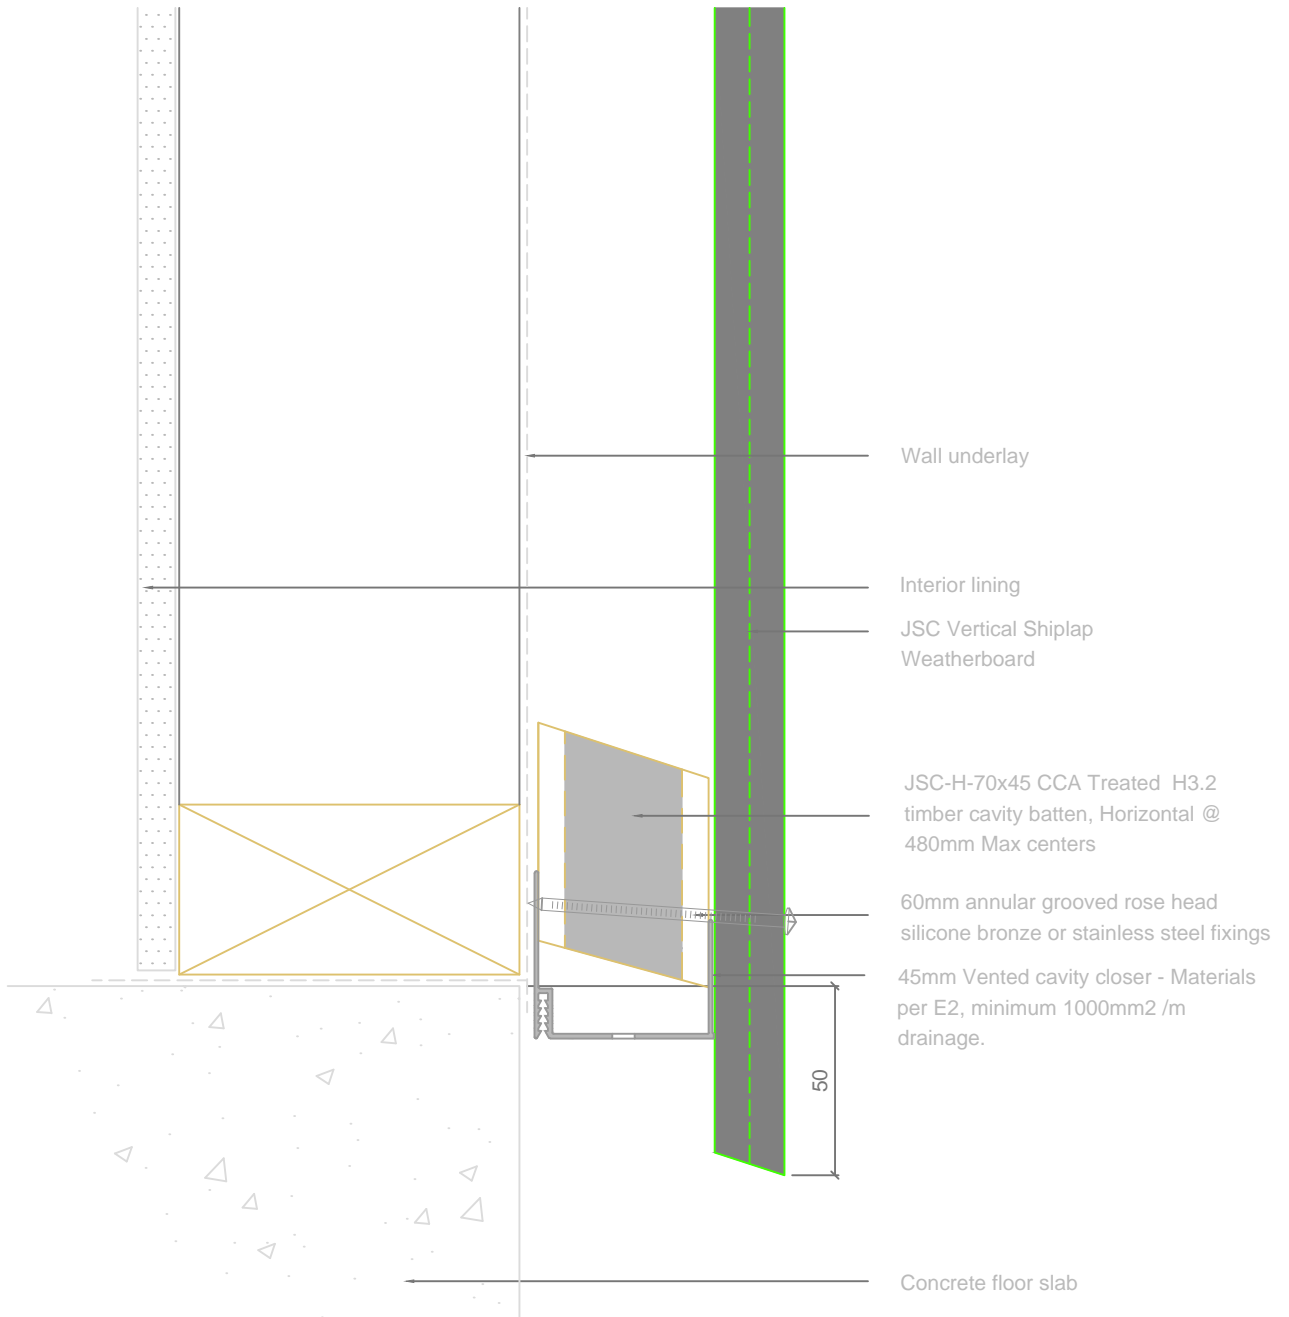 Wall underlay
Interior lining
JSC Vertical Shiplap
Weatherboard
JSC-H-70x45 CCA Treated H3.2
timber cavity batten, Horizontal @
480mm Max centers
60mm annular grooved rose head
silicone bronze or stainless steel fixings
45mm Vented cavity closer - Materials
per E2, minimum 1000mm2 /m
drainage.
50
Concrete floor slab